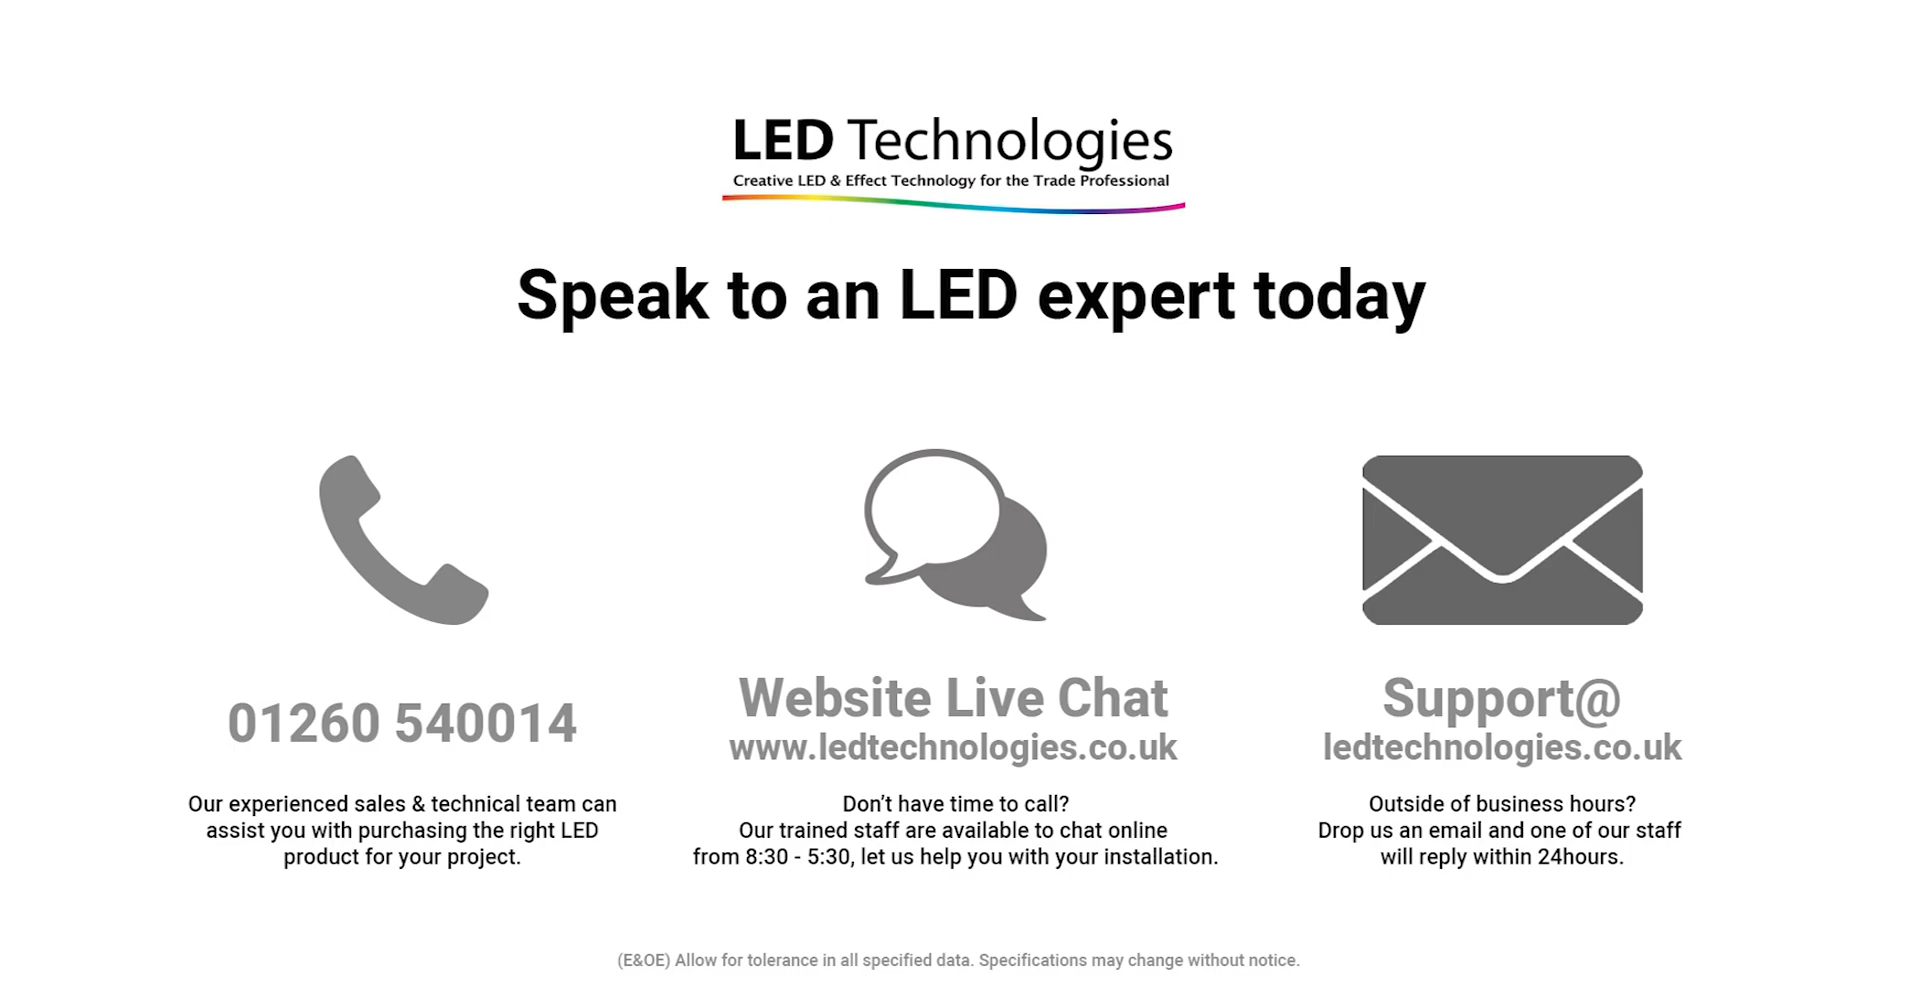 LED Technologies
Creative LED & Effect Technology for the Trade Professional
Speak to an LED expert today
01260 540014
Our experienced sales & technical team can
assist you with purchasing the right LED
product for your project.
Website Live Chat
www.ledtechnologies.co.uk
Don’t have time to call?
Our trained staff are available to chat online
from 8:30 - 5:30, let us help you with your installation.
Support@
ledtechnologies.co.uk
Outside of business hours?
Drop us an email and one of our staff
will reply within 24hours.
(E&OE) Allow for tolerance in all specified data. Specifications may change without notice.